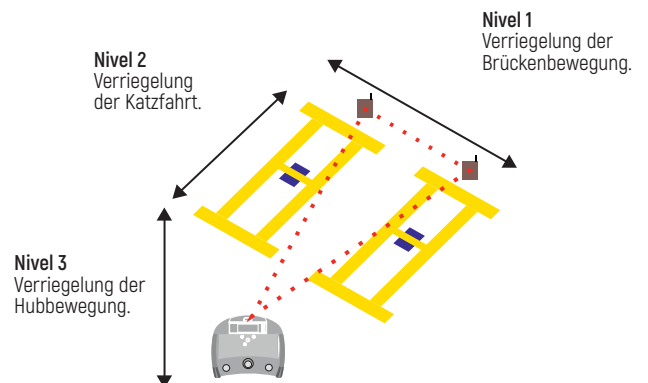 Nivel 1
Verriegelung der
Brückenbewegung.
Nivel 2
Verriegelung
der Katzfahrt.
Nivel 3
Verriegelung der
Hubbewegung.